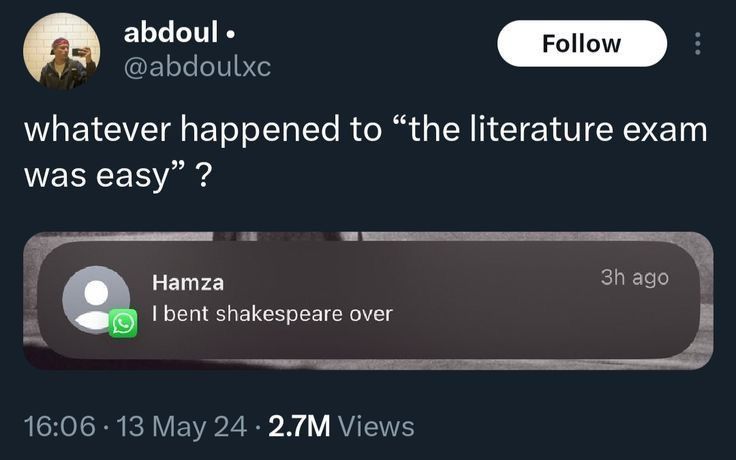 abdoul •
@abdoulxc
Follow
whatever happened to “the literature exam
was easy” ?
Hamza
3h ago
I bent shakespeare over
16:06 · 13 May 24 · 2.7M Views